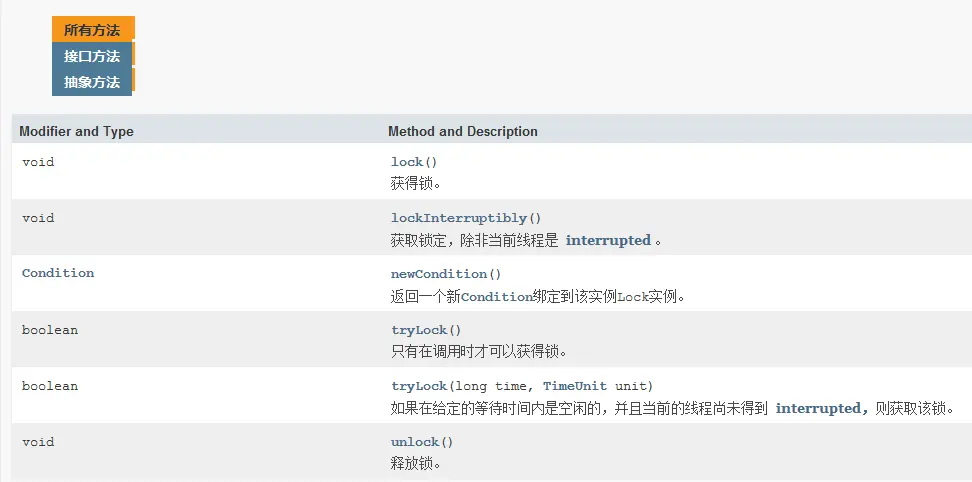 所有方法
接口方法
抽象方法
Modifier and Type Method and Description
void lock()
获得锁。
void lockInterruptibly()
获取锁定，除非当前线程是 interrupted 。
Condition newCondition()
返回一个新Condition绑定到该实例Lock实例。
boolean tryLock()
只有在调用时才可以获得锁。
boolean tryLock(long time, TimeUnit unit)
如果在给定的等待时间内是空闲的，并且当前的线程尚未得到 interrupted，则获取该锁。
void unlock()
释放锁。